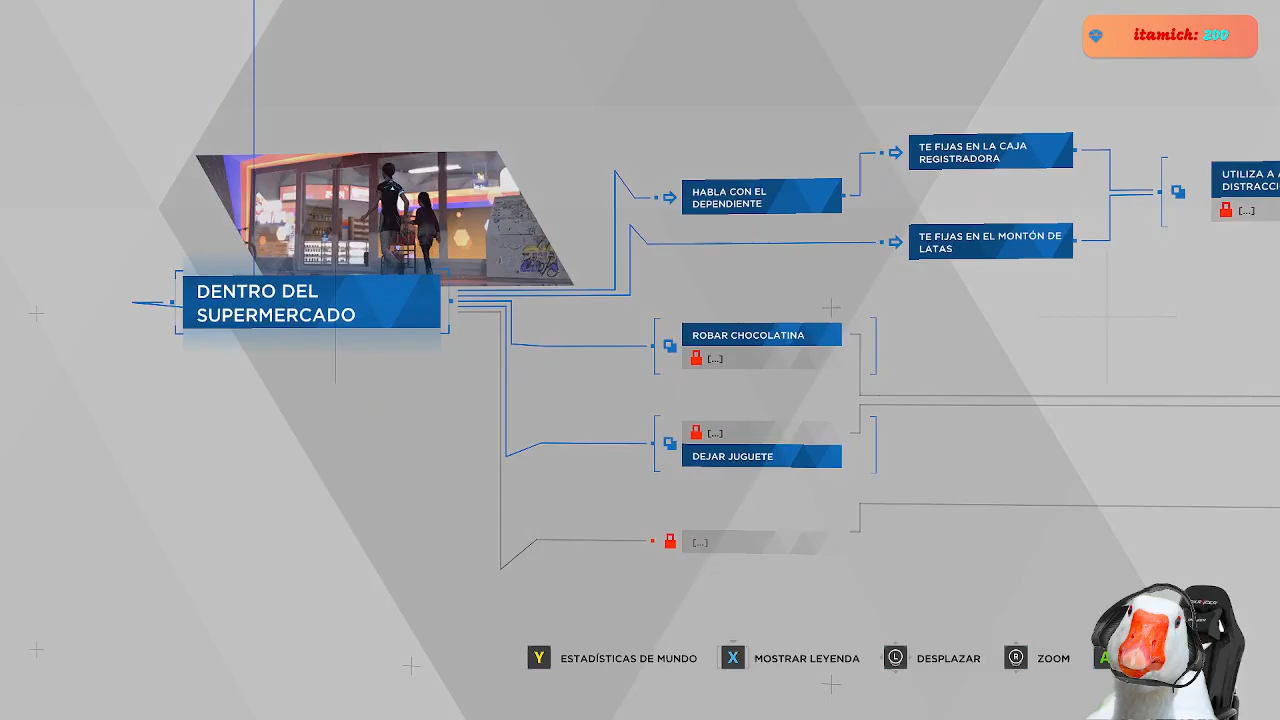 itamich: 200
TE FIJAS EN LA CAJA
REGISTRADORA
HABLA CON EL
DEPENDIENTE
UTILIZA A
[...]
TE FIJAS EN EL MONTÓN DE
LATAS
DENTRO DEL
SUPERMERCADO
ROBAR CHOCOLATINA
[...]
[...]
DEJAR JUGUETE
[...]
Y ESTADÍSTICAS DE MUNDO
X MOSTRAR LEYENDA
L DESPLAZAR
R ZOOM
A